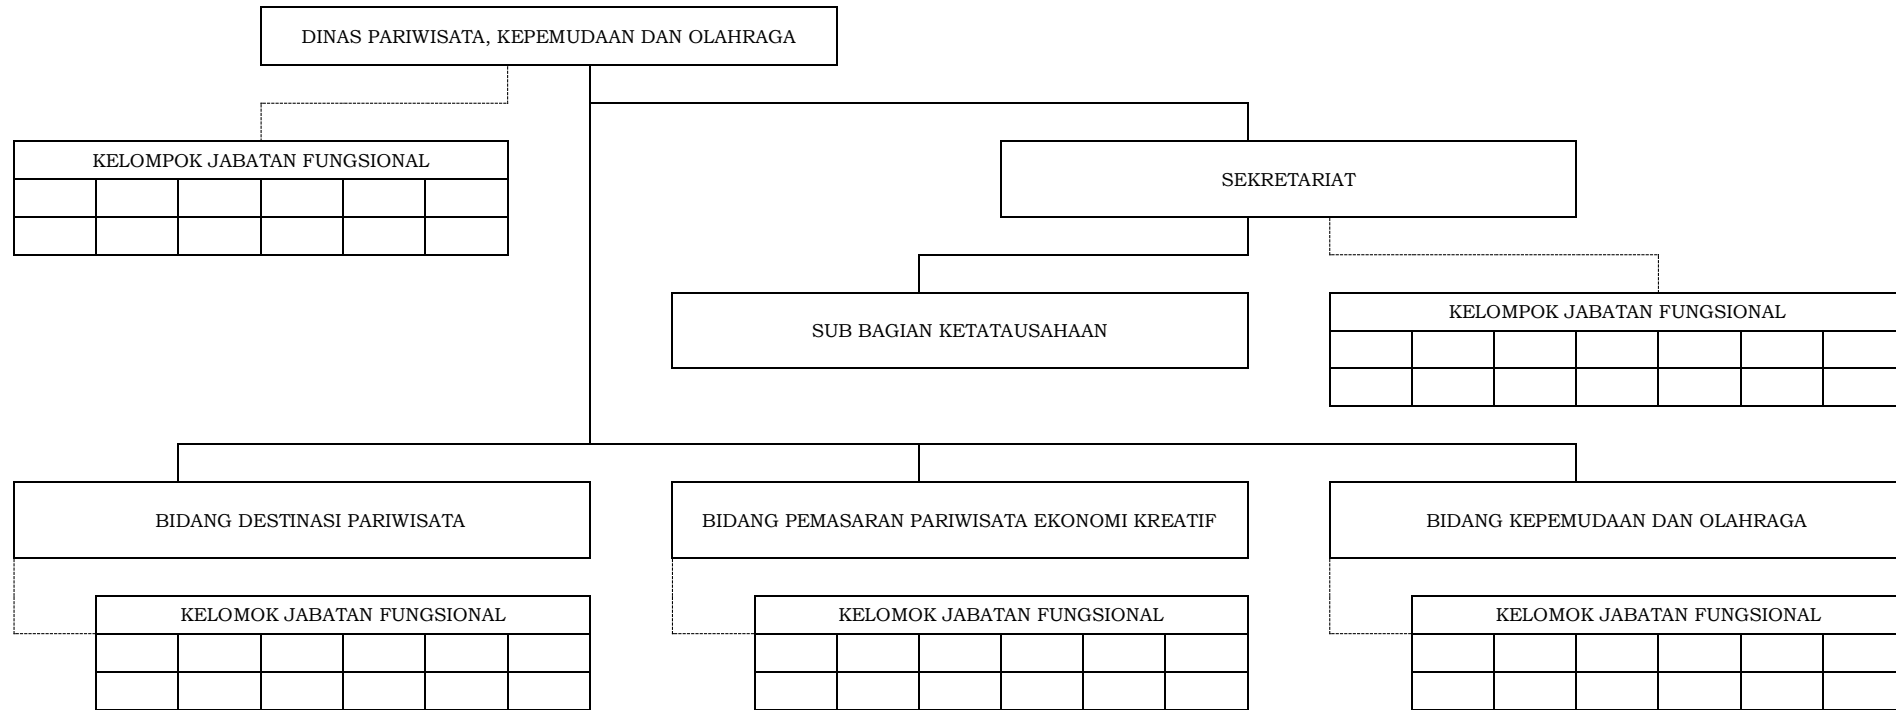 DINAS PARIWISATA, KEPEMUDAAN DAN OLAHRAGA
KELOMPOK JABATAN FUNGSIONAL
SEKRETARIAT
SUB BAGIAN KETATAUSAHAAN
KELOMPOK JABATAN FUNGSIONAL
BIDANG DESTINASI PARIWISATA
BIDANG PEMASARAN PARIWISATA EKONOMI KREATIF
BIDANG KEPEMUDAAN DAN OLAHRAGA
KELOMOK JABATAN FUNGSIONAL
KELOMOK JABATAN FUNGSIONAL
KELOMOK JABATAN FUNGSIONAL